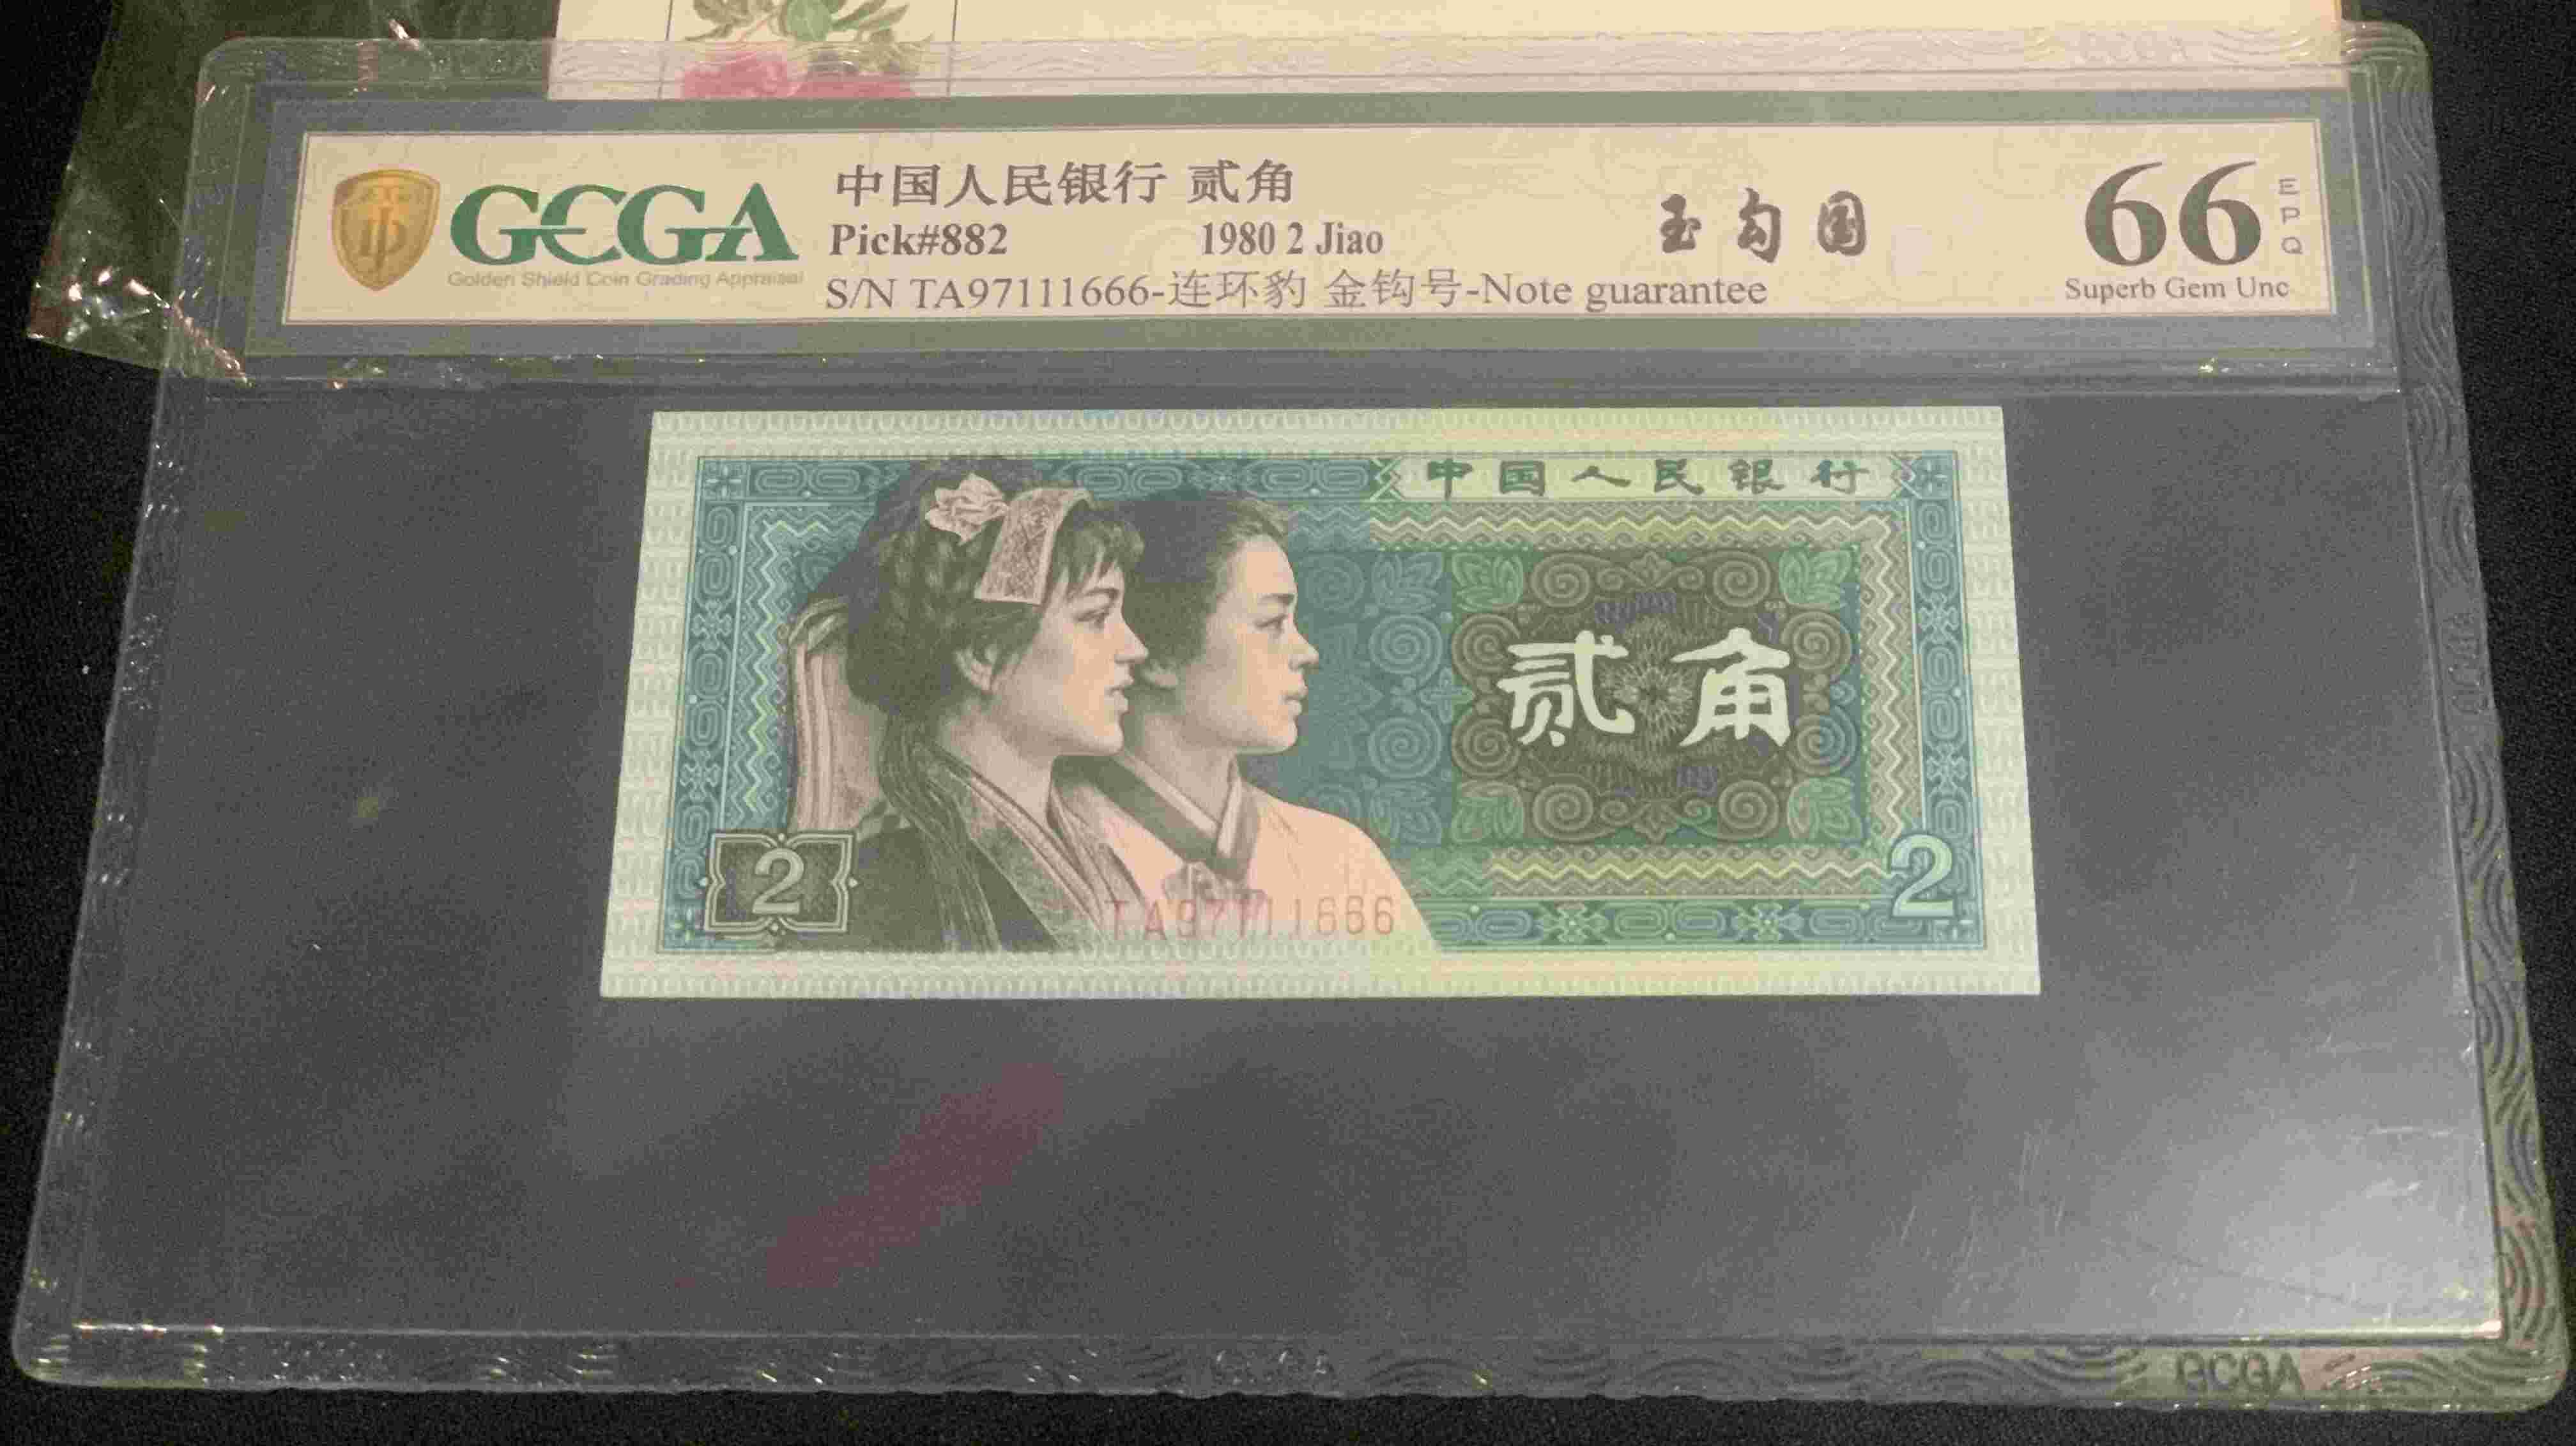 GCGA
Golden Shield Coin Grading Appraisal
中国人民银行 贰角
Pick#882 1980 2 Jiao
S/N TA97111666-连环豹 金钩号-Note guarantee
玉勾国
66
EPQ
Superb Gem Unc
中国人民银行
贰角
2
2
TA97111666
GCGA
GCGA